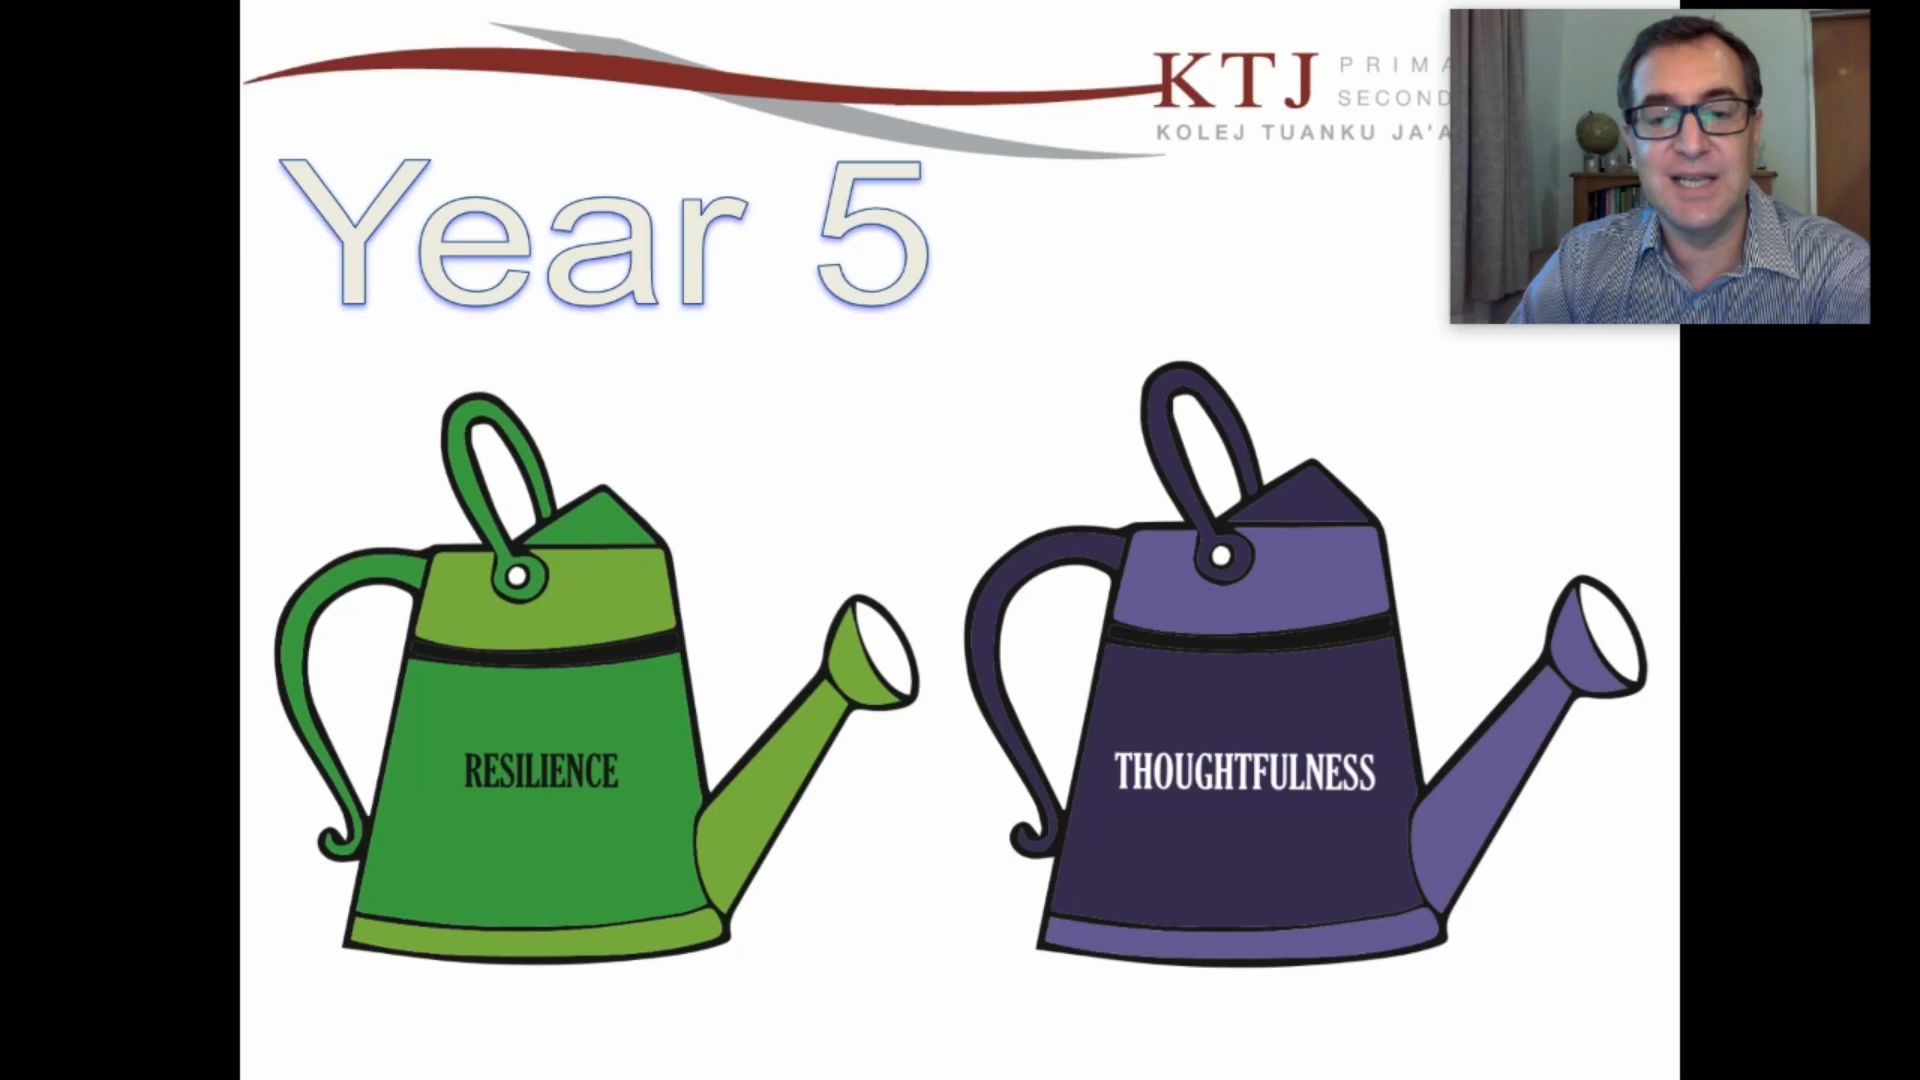 KTJ
PRIMA
SECOND
KOLEJ TUANKU JA'A
Year 5
RESILIENCE
THOUGHTFULNESS